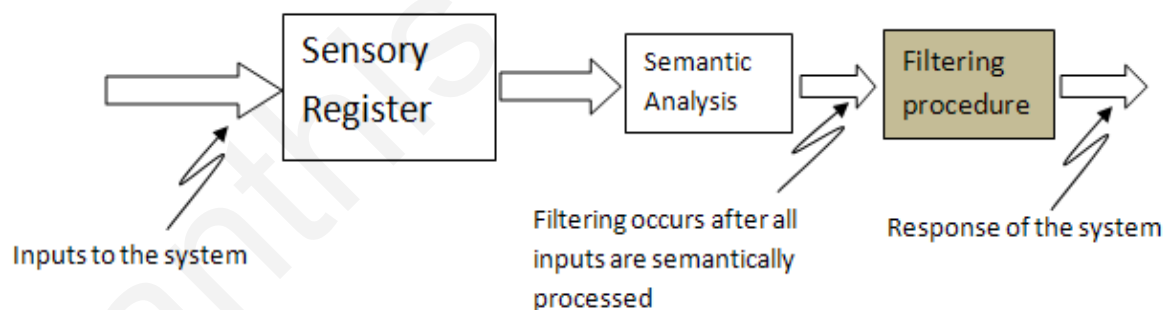 Sensory
Register
Semantic
Analysis
Filtering
procedure
Inputs to the system
Filtering occurs after all
inputs are semantically
processed
Response of the system